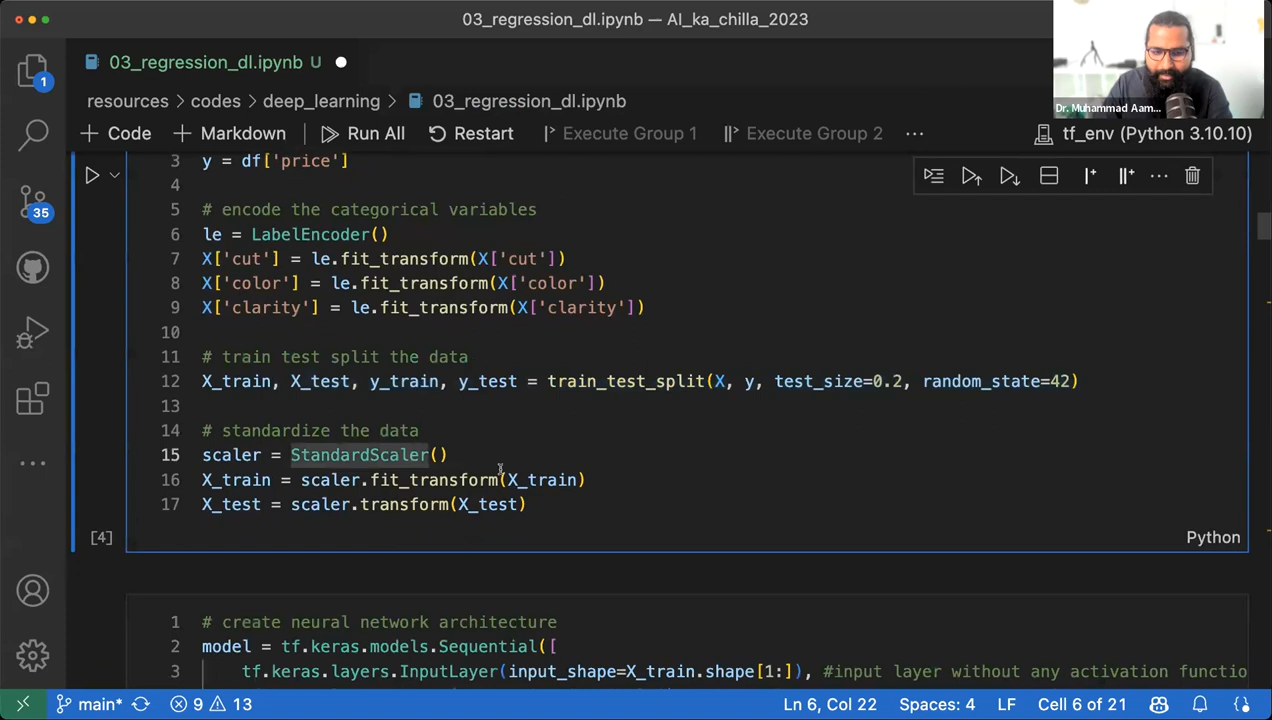 03_regression_dl.ipynb — AI_ka_chilla_2023
03_regression_dl.ipynb U
resources > codes > deep_learning > 03_regression_dl.ipynb
+ Code + Markdown Run All Restart Execute Group 1 Execute Group 2 ...
tf_env (Python 3.10.10)
Dr. Muhammad Aam...
1
35
3 y = df['price']
4
5 # encode the categorical variables
6 le = LabelEncoder()
7 X['cut'] = le.fit_transform(X['cut'])
8 X['color'] = le.fit_transform(X['color'])
9 X['clarity'] = le.fit_transform(X['clarity'])
10
11 # train test split the data
12 X_train, X_test, y_train, y_test = train_test_split(X, y, test_size=0.2, random_state=42)
13
14 # standardize the data
15 scaler = StandardScaler()
16 X_train = scaler.fit_transform(X_train)
17 X_test = scaler.transform(X_test)
[4]
Python
1 # create neural network architecture
2 model = tf.keras.models.Sequential([
3 tf.keras.layers.InputLayer(input_shape=X_train.shape[1:]), #input layer without any activation functio
main* 9 13 Ln 6, Col 22 Spaces: 4 LF Cell 6 of 21